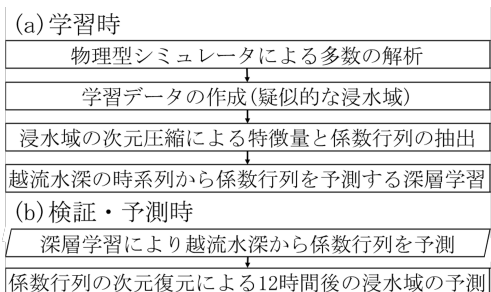 (a)学習時
物理型シミュレータによる多数の解析
学習データの作成(疑似的な浸水域)
浸水域の次元圧縮による特徴量と係数行列の抽出
越流水深の時系列から係数行列を予測する深層学習
(b)検証・予測時
深層学習により越流水深から係数行列を予測
係数行列の次元復元による12時間後の浸水域の予測